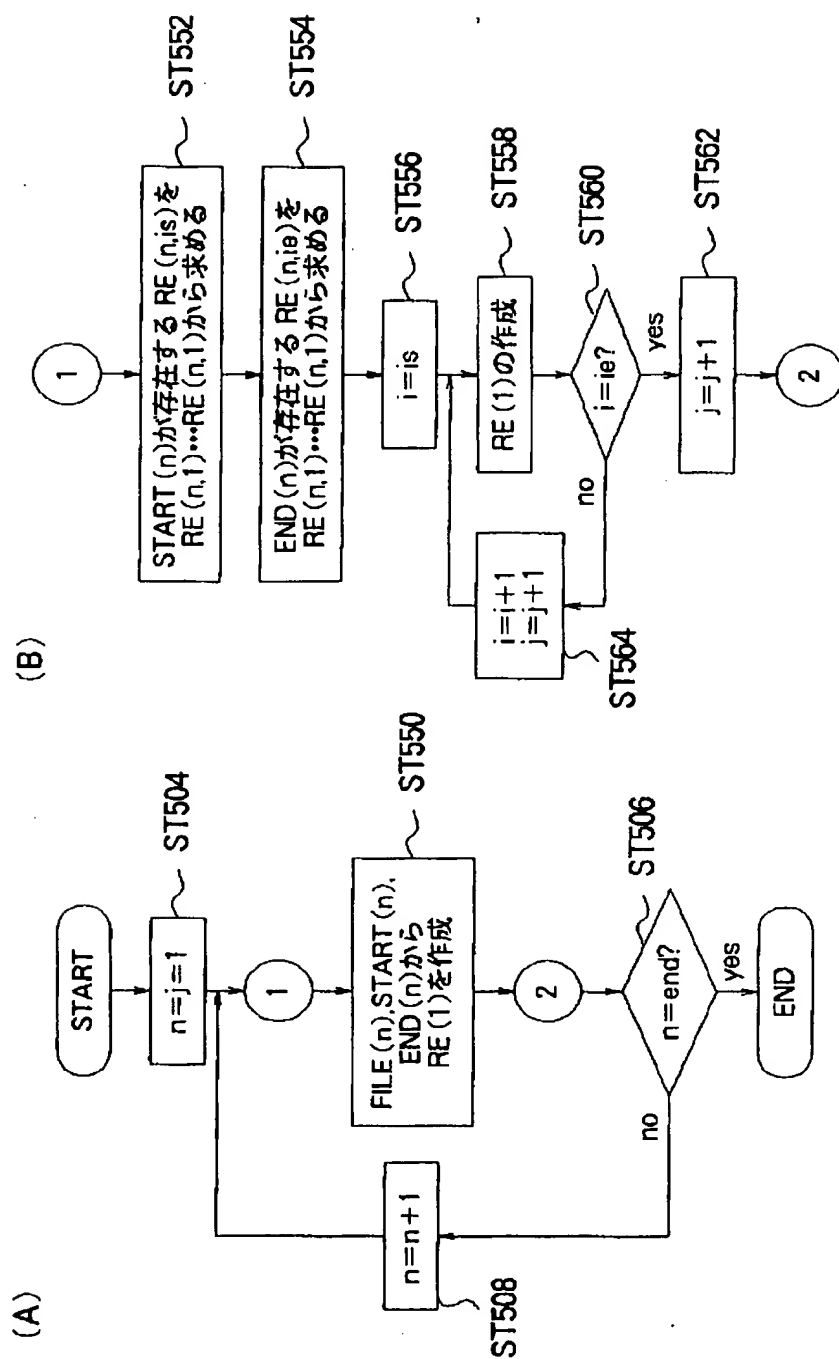 (A)
START
n=j=1
ST504
1
FILE(n),START(n),
END(n)から
RE(1)を作成
ST550
2
n=end?
ST506
no
yes
n=n+1
ST508
END
(B)
1
START(n)が存在する RE(n,is)を
RE(n,1)…RE(n,1)から求める
ST552
END(n)が存在する RE(n,ie)を
RE(n,1)…RE(n,1)から求める
ST554
i=is
ST556
RE(1)の作成
ST558
i=ie?
ST560
no
yes
i=i+1
j=j+1
ST564
j=j+1
ST562
2